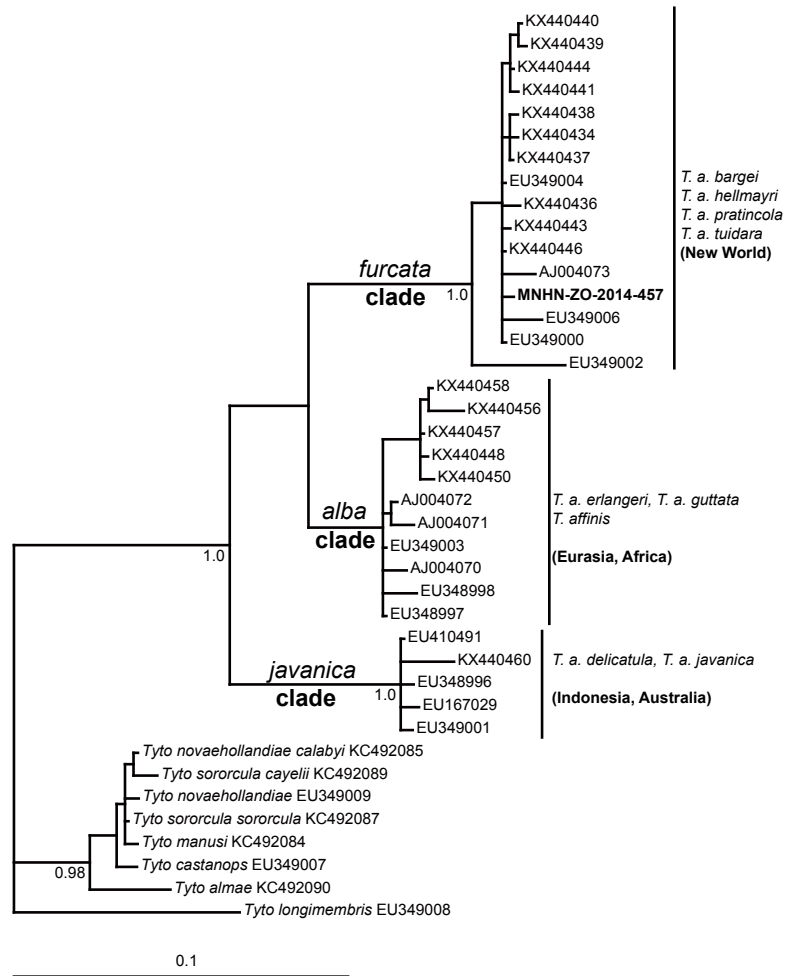 KX440440
KX440439
KX440444
KX440441
KX440438
KX440434
KX440437
EU349004
KX440436
KX440443
KX440446
AJ004073
MNHN-ZO-2014-457
EU349006
EU349000
EU349002
T. a. bargei
T. a. hellmayri
T. a. pratincola
T. a. tuidara
(New World)
furcata
clade
1.0
KX440458
KX440456
KX440457
KX440448
KX440450
AJ004072
AJ004071
EU349003
AJ004070
EU348998
EU348997
T. a. erlangeri, T. a. guttata
T. affinis
(Eurasia, Africa)
alba
clade
1.0
EU410491
KX440460
EU348996
EU167029
EU349001
T. a. delicatula, T. a. javanica
(Indonesia, Australia)
javanica
clade
1.0
Tyto novaehollandiae calabyi KC492085
Tyto sororcula cayelii KC492089
Tyto novaehollandiae EU349009
Tyto sororcula sororcula KC492087
Tyto manusi KC492084
Tyto castanops EU349007
0.98
Tyto almae KC492090
Tyto longimembris EU349008
0.1